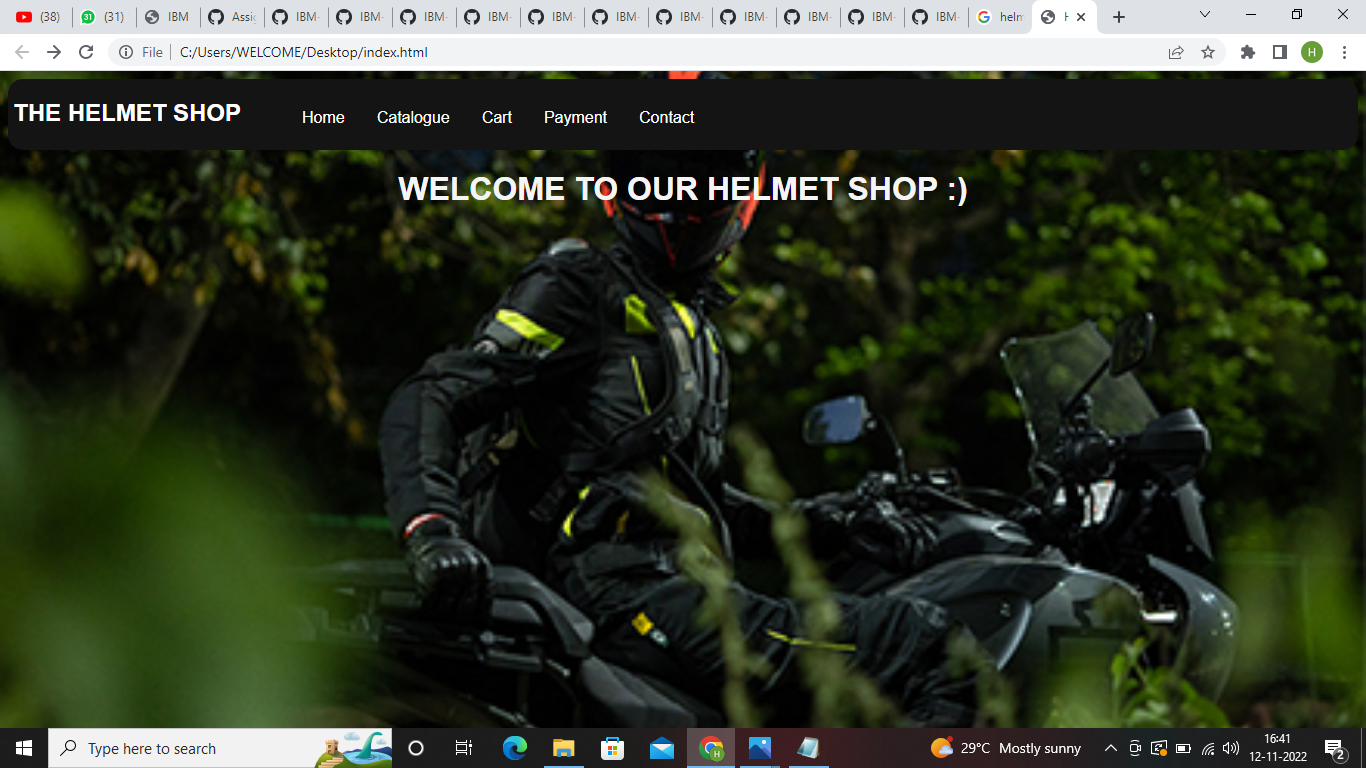 (38) (31) IBM Assig IBM- IBM- IBM- IBM- IBM- IBM- IBM- IBM- IBM- IBM- IBM- helm H
File C:/Users/WELCOME/Desktop/index.html H
THE HELMET SHOP Home Catalogue Cart Payment Contact
WELCOME TO OUR HELMET SHOP :)
Type here to search H 29°C Mostly sunny 16:41
12-11-2022 2